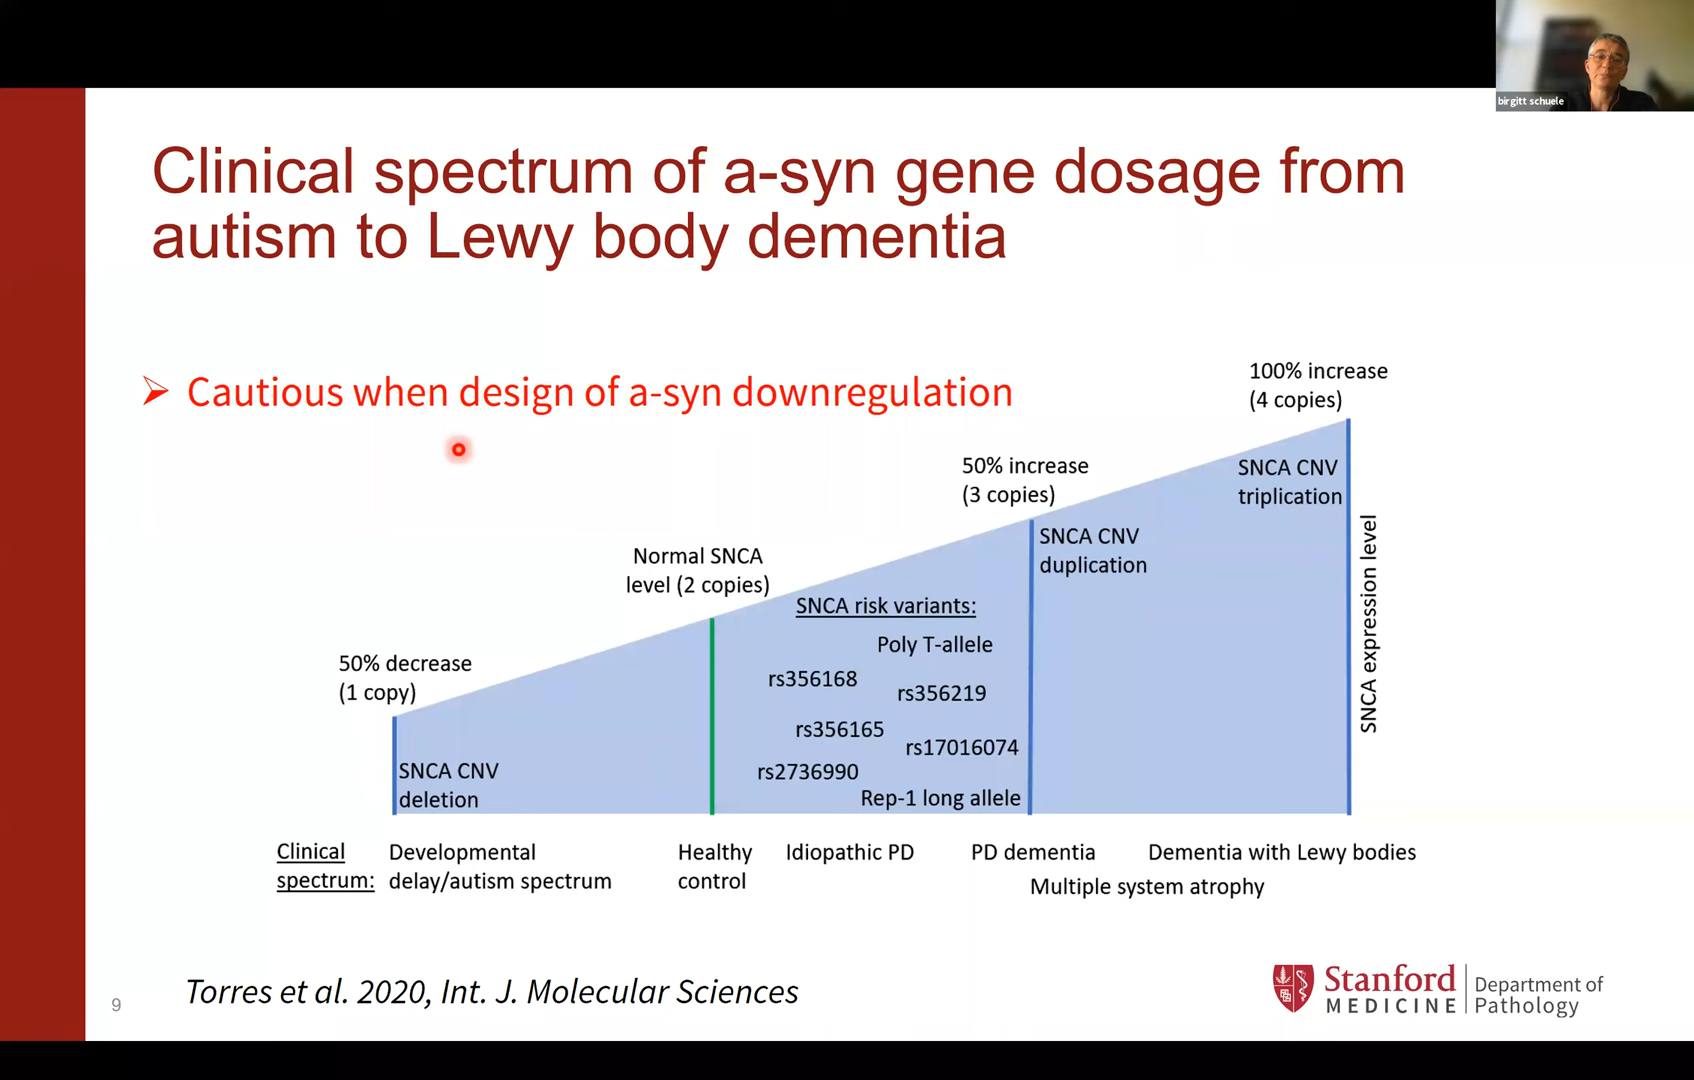 birgitt schuele
Clinical spectrum of a-syn gene dosage from
autism to Lewy body dementia
Cautious when design of a-syn downregulation
100% increase
(4 copies)
50% increase
(3 copies)
SNCA CNV
triplication
SNCA CNV
duplication
Normal SNCA
level (2 copies)
SNCA risk variants:
Poly T-allele
rs356168
rs356219
rs356165
rs17016074
rs2736990
Rep-1 long allele
50% decrease
(1 copy)
SNCA CNV
deletion
SNCA expression level
Clinical
spectrum:
Developmental
delay/autism spectrum
Healthy
control
Idiopathic PD
PD dementia
Dementia with Lewy bodies
Multiple system atrophy
Torres et al. 2020, Int. J. Molecular Sciences
9
Stanford
MEDICINE
Department of
Pathology